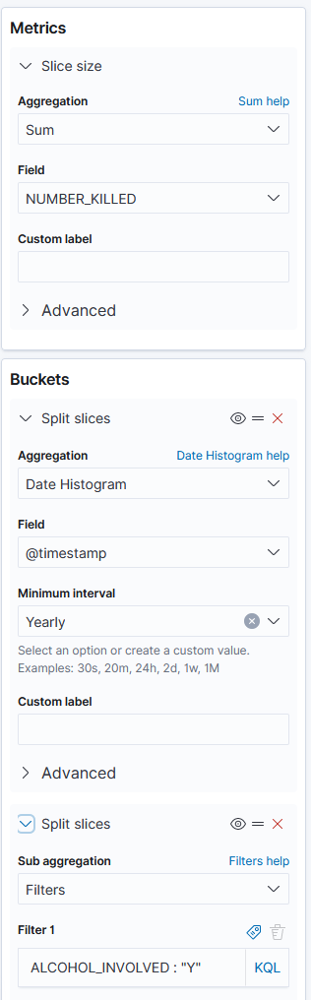 Metrics
Slice size
Aggregation Sum help
Sum
Field
NUMBER_KILLED
Custom label
Advanced
Buckets
Split slices
Aggregation Date Histogram help
Date Histogram
Field
@timestamp
Minimum interval
Yearly
Select an option or create a custom value.
Examples: 30s, 20m, 24h, 2d, 1w, 1M
Custom label
Advanced
Split slices
Sub aggregation Filters help
Filters
Filter 1
ALCOHOL_INVOLVED : "Y" KQL